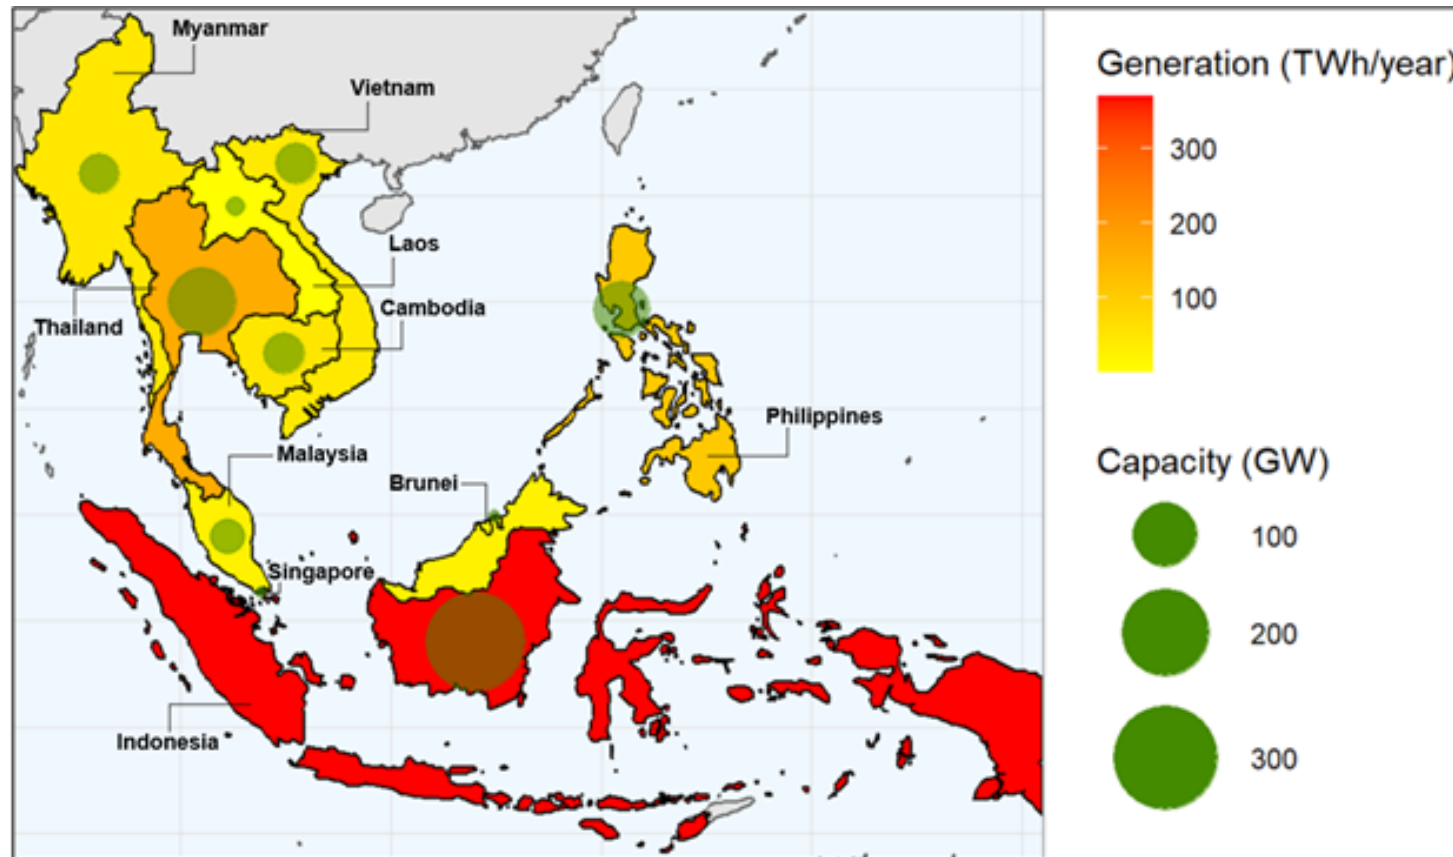 Myanmar
Vietnam
Laos
Cambodia
Thailand
Malaysia
Brunei
Philippines
Singapore
Indonesia
Generation (TWh/year)
300
200
100
Capacity (GW)
100
200
300